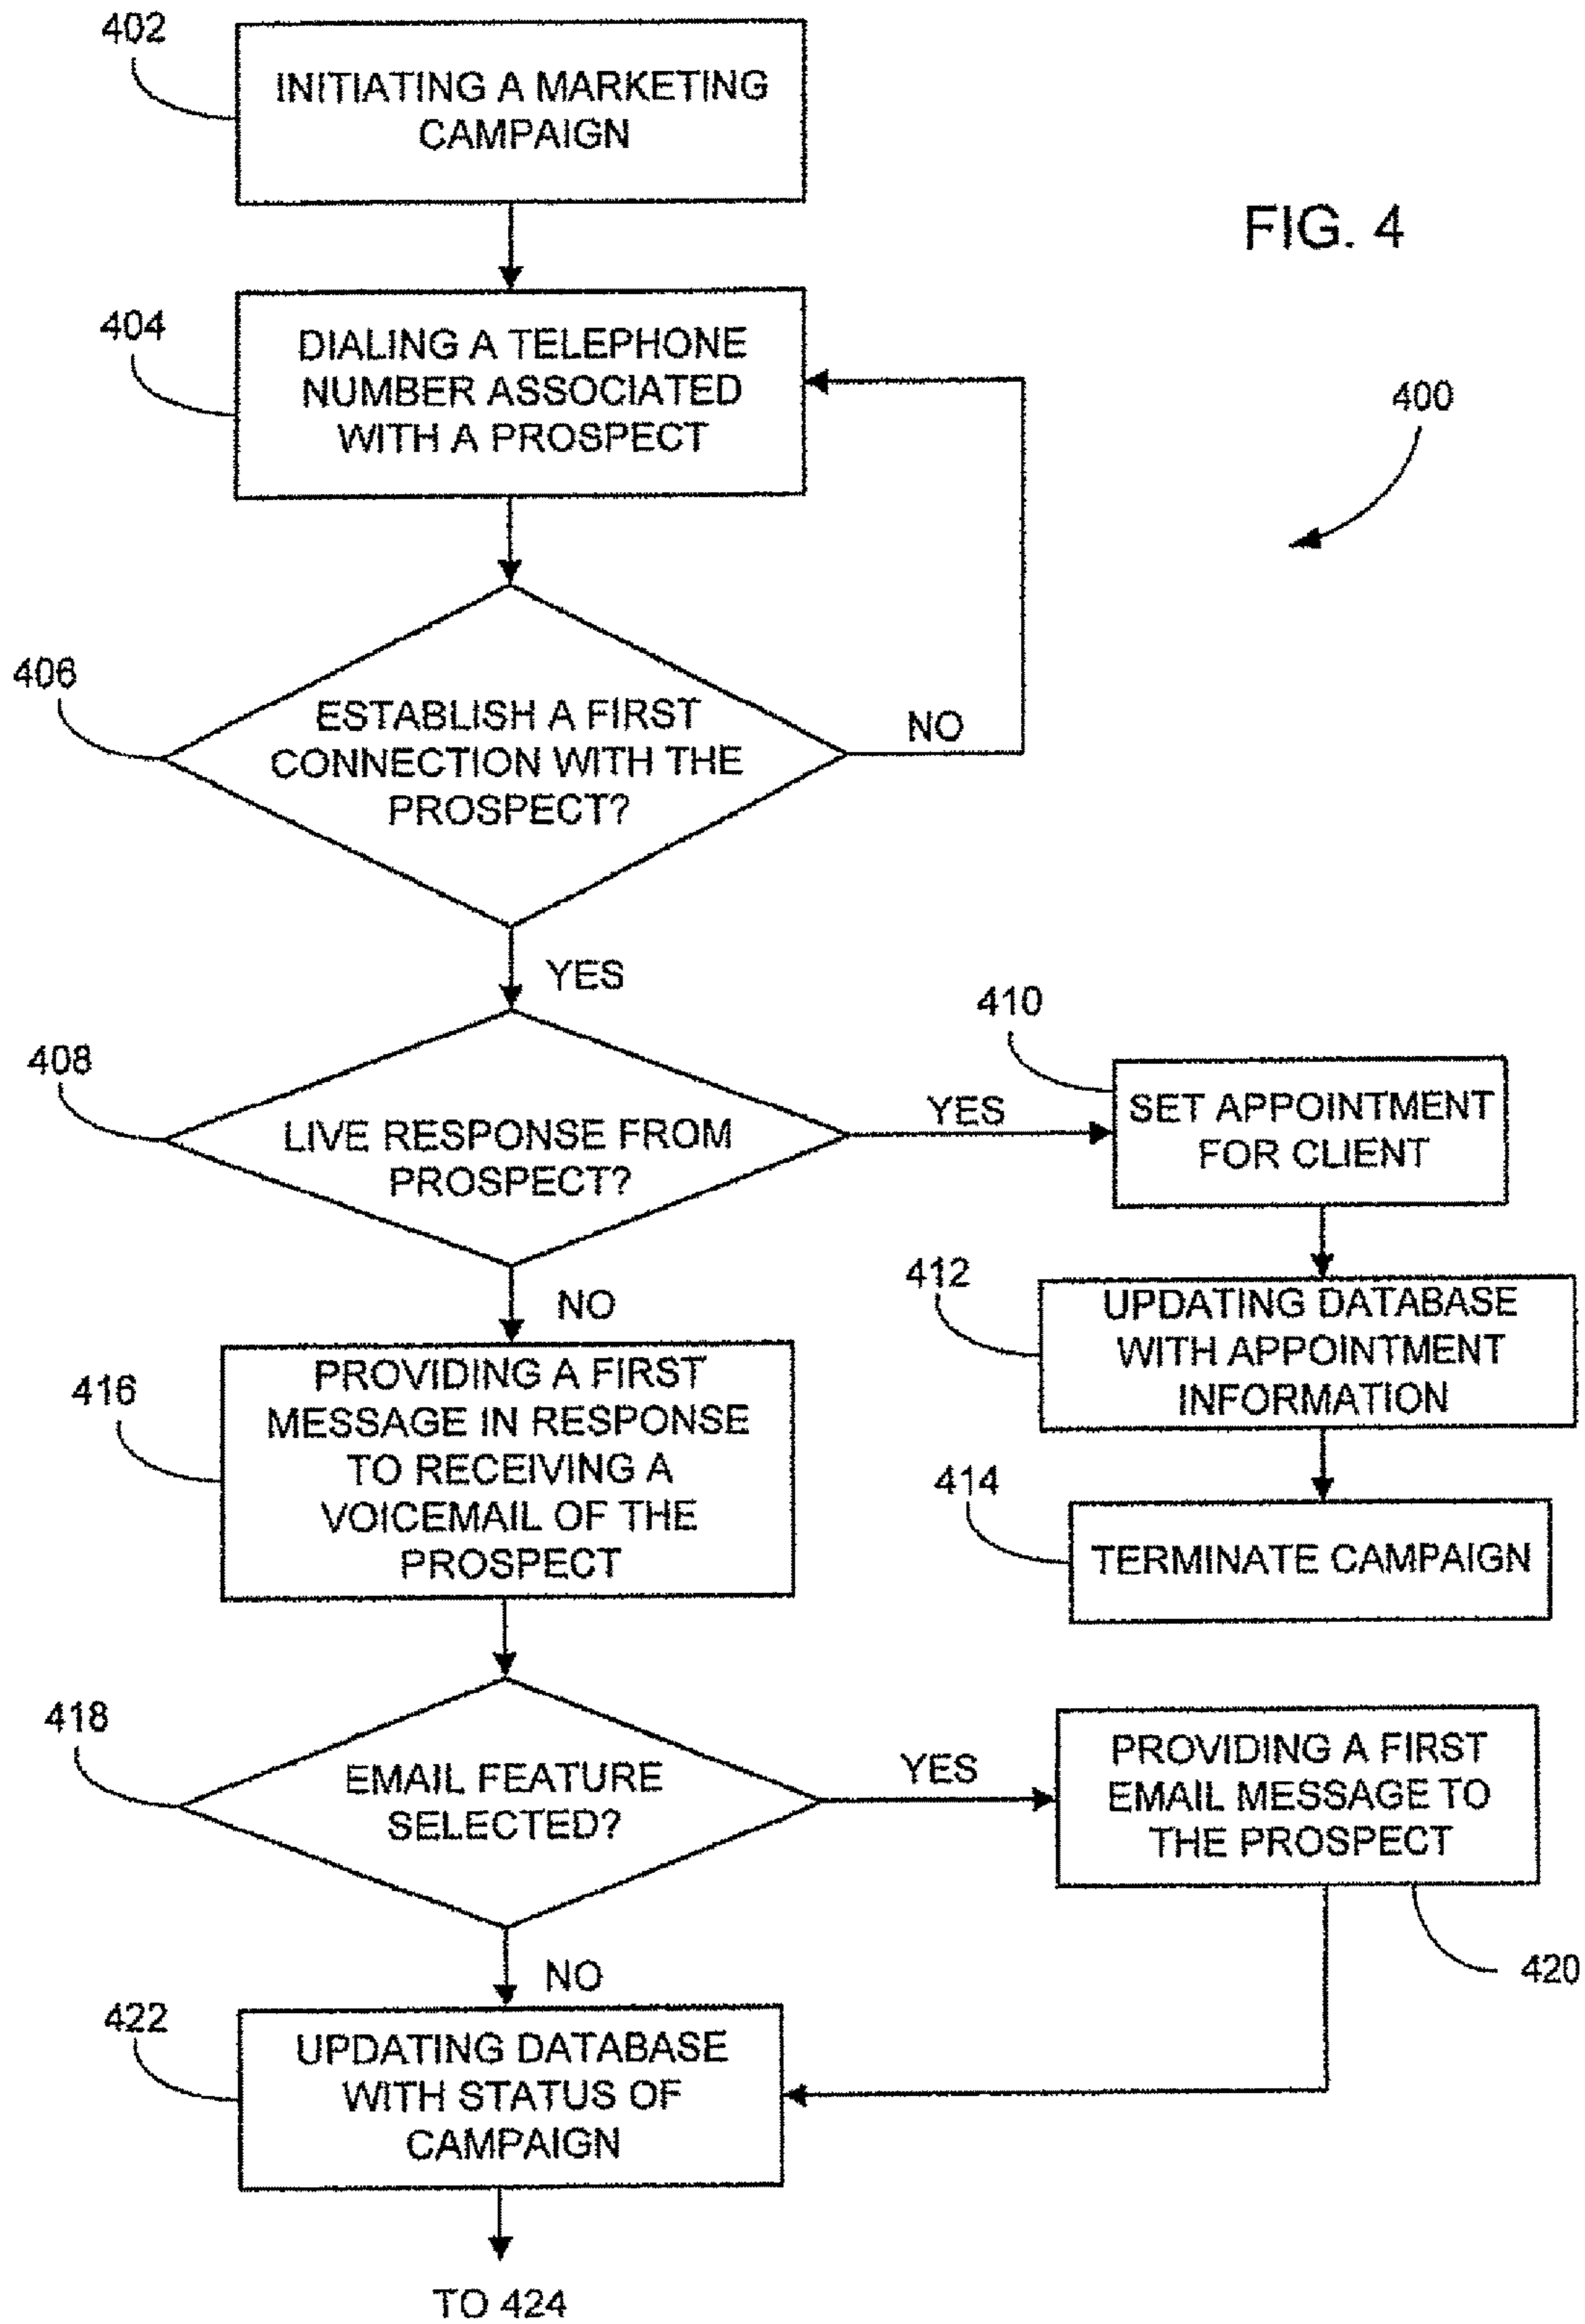 402
INITIATING A MARKETING
CAMPAIGN
FIG. 4
404
DIALING A TELEPHONE
NUMBER ASSOCIATED
WITH A PROSPECT
400
406
ESTABLISH A FIRST
CONNECTION WITH THE
PROSPECT?
NO
YES
408
LIVE RESPONSE FROM
PROSPECT?
YES
410
SET APPOINTMENT
FOR CLIENT
412
UPDATING DATABASE
WITH APPOINTMENT
INFORMATION
414
TERMINATE CAMPAIGN
NO
416
PROVIDING A FIRST
MESSAGE IN RESPONSE
TO RECEIVING A
VOICEMAIL OF THE
PROSPECT
418
EMAIL FEATURE
SELECTED?
YES
PROVIDING A FIRST
EMAIL MESSAGE TO
THE PROSPECT
420
NO
422
UPDATING DATABASE
WITH STATUS OF
CAMPAIGN
TO 424